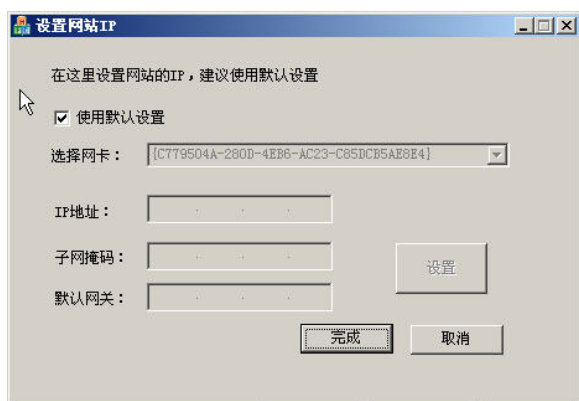 设置网站IP
在这里设置网站的IP，建议使用默认设置
使用默认设置
选择网卡： {C779504A-280D-4EB6-AC23-C85DCB5AE8E4}
IP地址：
子网掩码：
设置
默认网关：
完成 取消